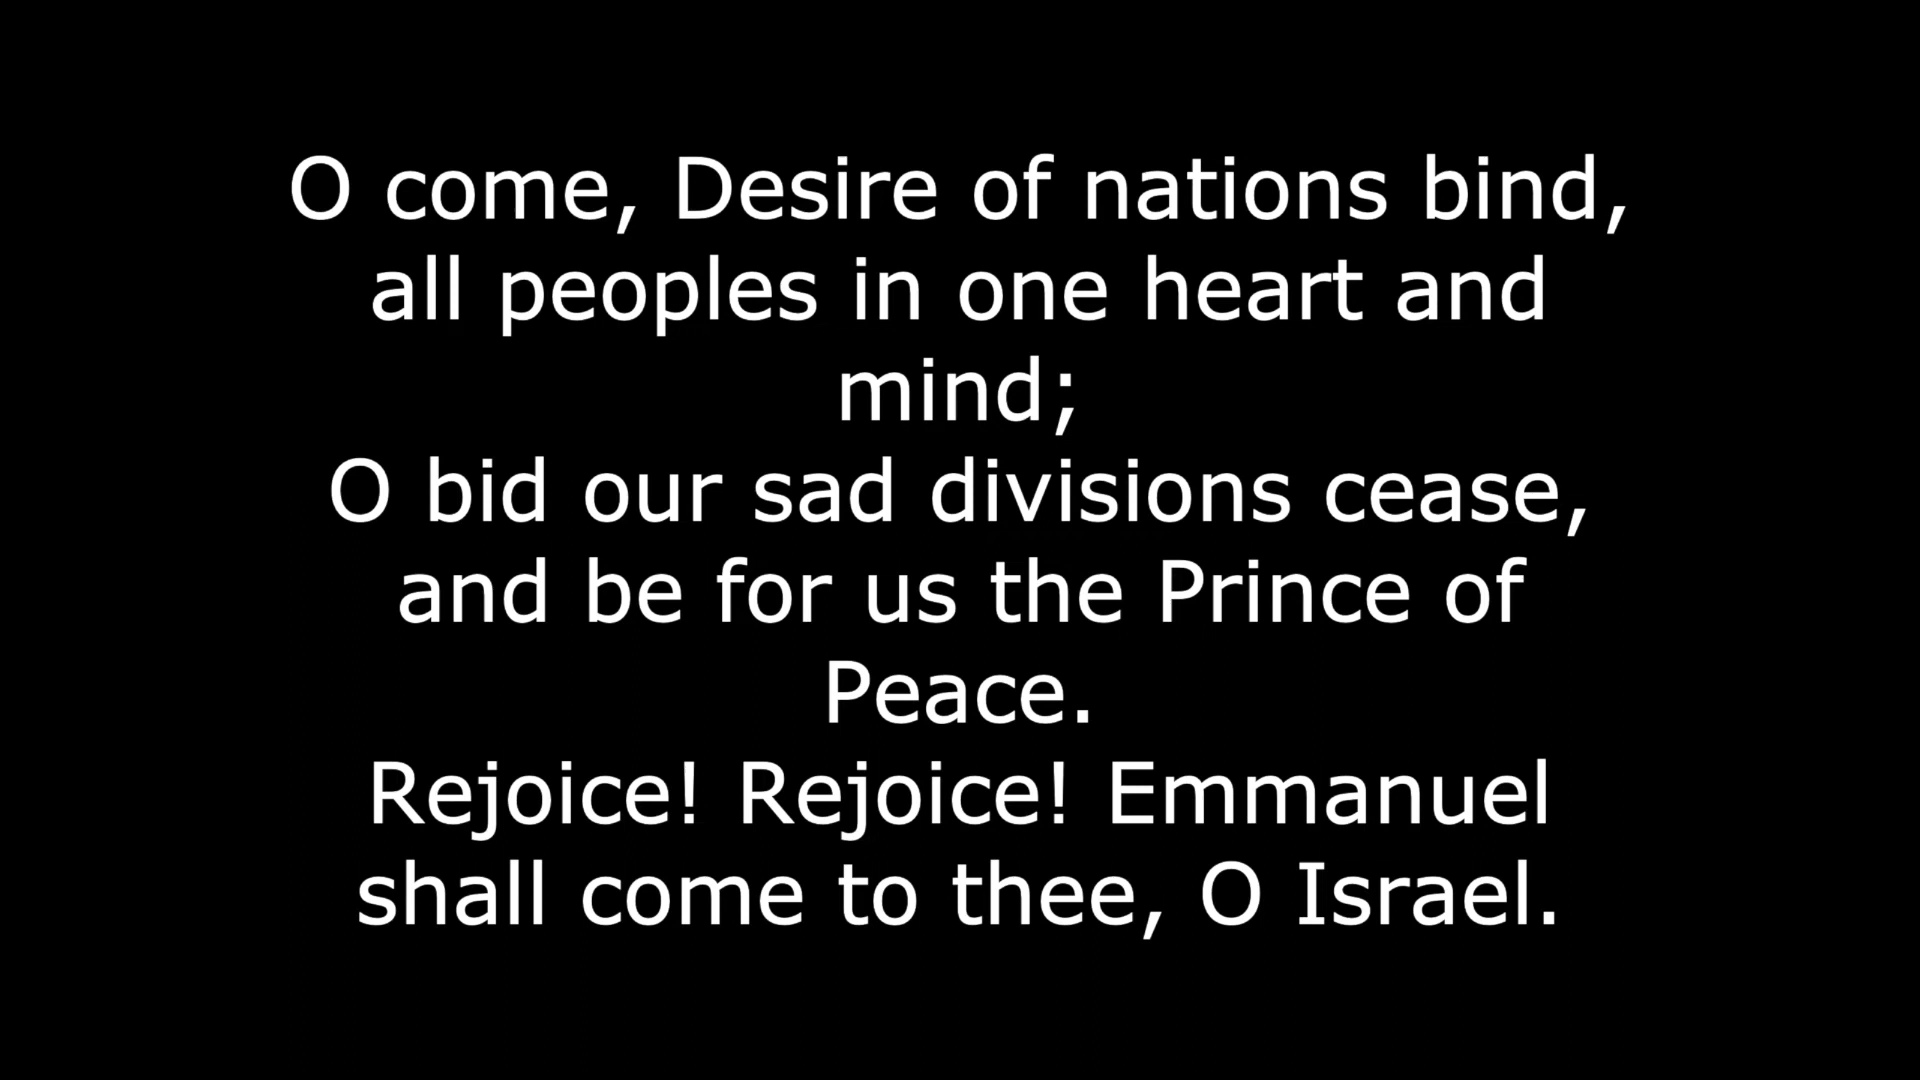 O come, Desire of nations bind,
all peoples in one heart and
mind;
O bid our sad divisions cease,
and be for us the Prince of
Peace.
Rejoice! Rejoice! Emmanuel
shall come to thee, O Israel.